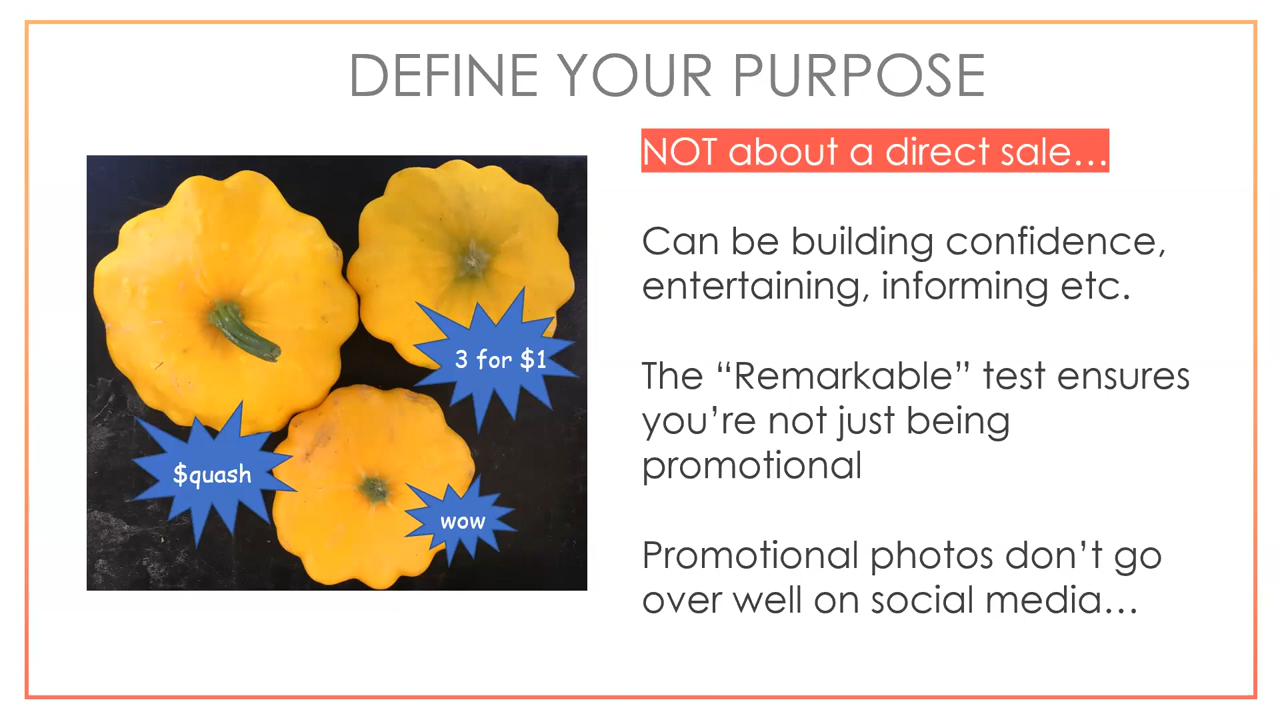 DEFINE YOUR PURPOSE
NOT about a direct sale…
Can be building confidence,
entertaining, informing etc.
The “Remarkable” test ensures
you’re not just being
promotional
Promotional photos don’t go
over well on social media…
3 for $1
$quash
wow